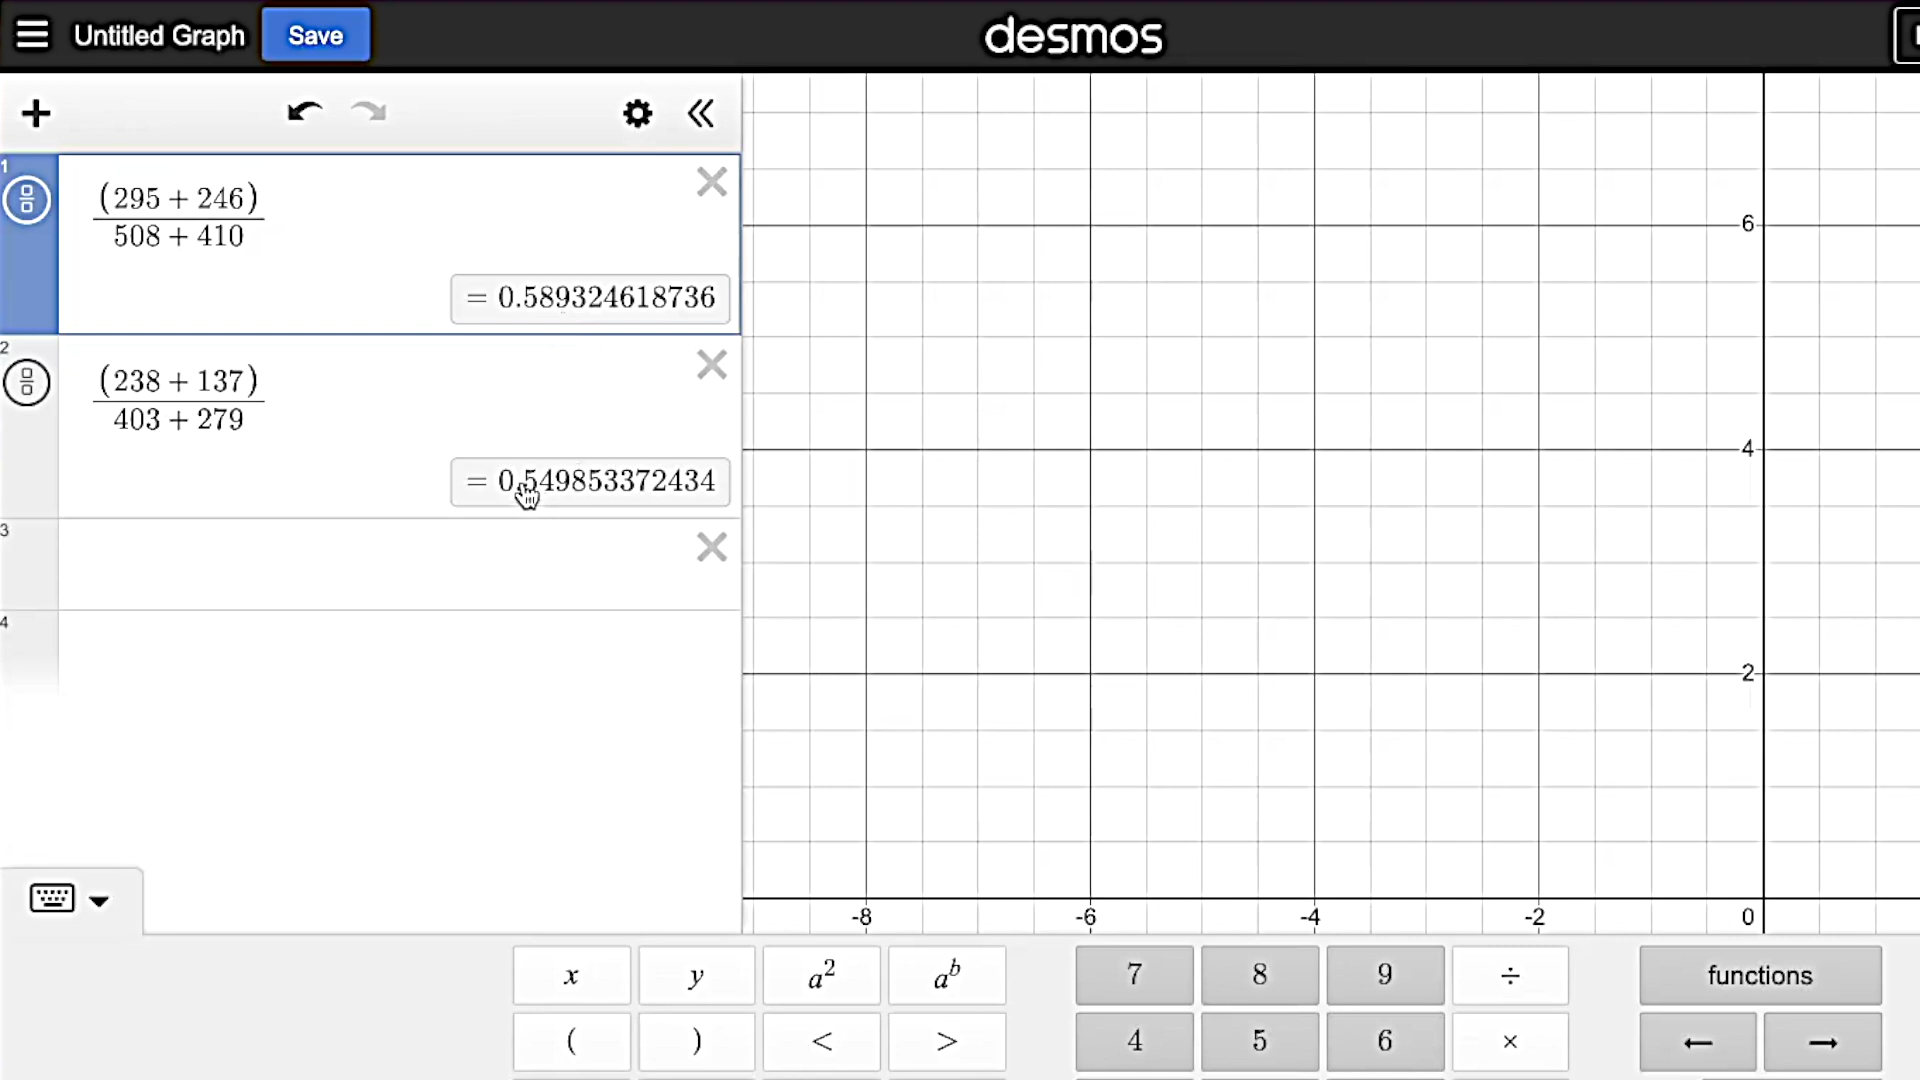 Untitled Graph Save desmos
1
(295 + 246)
508 + 410
= 0.589324618736
2
(238 + 137)
403 + 279
= 0.549853372434
3
4
6
4
2
-8 -6 -4 -2 0
x y a² aᵇ 7 8 9 ÷ functions
( ) < > 4 5 6 × ← →